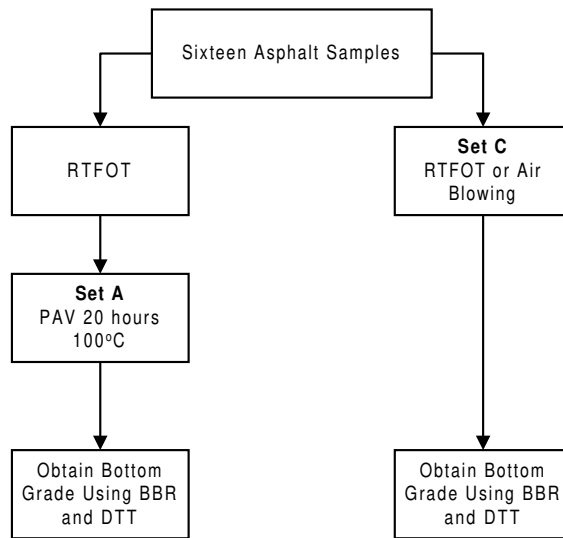 Sixteen Asphalt Samples
RTFOT
Set C
RTFOT or Air
Blowing
Set A
PAV 20 hours
100ºC
Obtain Bottom
Grade Using BBR
and DTT
Obtain Bottom
Grade Using BBR
and DTT